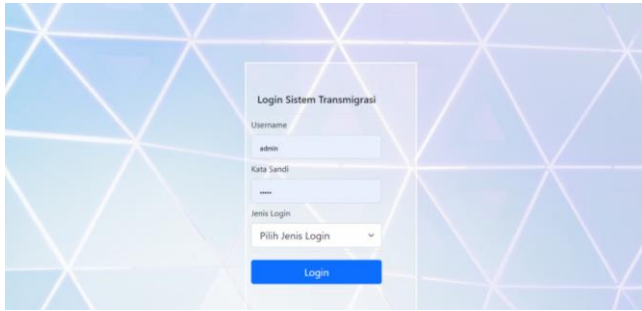 Login Sistem Transmigrasi
Username
admin
Kata Sandi
•••••
Jenis Login
Pilih Jenis Login
Login